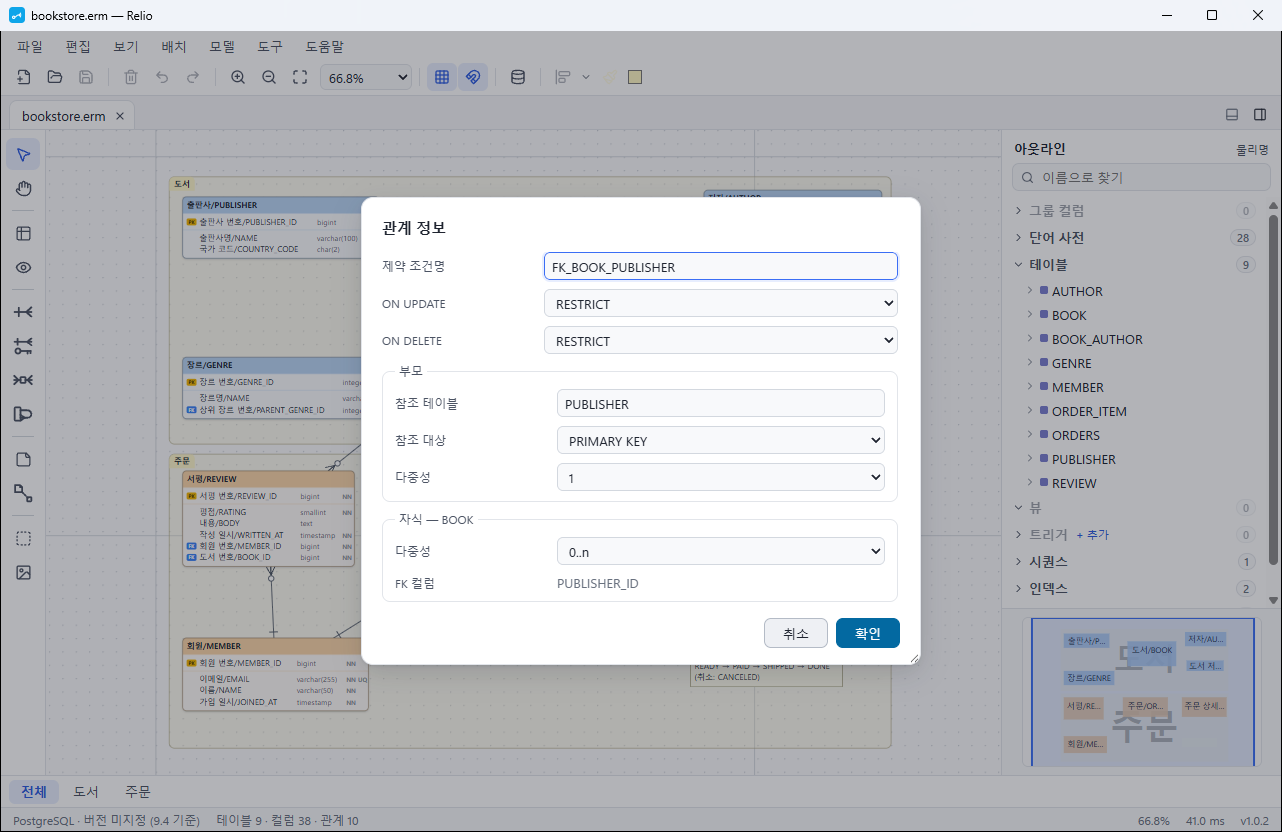 bookstore.erm — Relio
파일 편집 보기 배치 모델 도구 도움말
66.8%
bookstore.erm
도서
출판사/PUBLISHER
PK 출판사 번호/PUBLISHER_ID bigint
출판사명/NAME varchar(100)
국가 코드/COUNTRY_CODE char(2)
장르/GENRE
PK 장르 번호/GENRE_ID
장르명/NAME
FK 상위 장르 번호/PARENT_GENRE_ID
주문
서평/REVIEW
PK 서평 번호/REVIEW_ID bigint NN
평점/RATING smallint NN
내용/BODY text
작성 일시/WRITTEN_AT timestamp NN
FK 회원 번호/MEMBER_ID bigint NN
FK 도서 번호/BOOK_ID bigint NN
회원/MEMBER
PK 회원 번호/MEMBER_ID bigint NN
이메일/EMAIL varchar(255) NN UQ
이름/NAME varchar(50) NN
가입 일시/JOINED_AT timestamp NN
READY → PAID → SHIPPED → DONE
(취소: CANCELED)
관계 정보
제약 조건명 FK_BOOK_PUBLISHER
ON UPDATE RESTRICT
ON DELETE RESTRICT
부모
참조 테이블 PUBLISHER
참조 대상 PRIMARY KEY
다중성 1
자식 — BOOK
다중성 0..n
FK 컬럼 PUBLISHER_ID
취소 확인
아웃라인 물리명
이름으로 찾기
그룹 컬럼 0
단어 사전 28
테이블 9
AUTHOR
BOOK
BOOK_AUTHOR
GENRE
MEMBER
ORDER_ITEM
ORDERS
PUBLISHER
REVIEW
뷰 0
트리거 + 추가 0
시퀀스 1
인덱스 2
출판사/P... 도서/BOOK 저자/AU...
도서 저...
장르/GENRE
서평/RE... 주문/OR... 주문 상세...
주문
회원/ME...
전체 도서 주문
PostgreSQL · 버전 미지정 (9.4 기준) 테이블 9 · 컬럼 38 · 관계 10
66.8% 41.0 ms v1.0.2